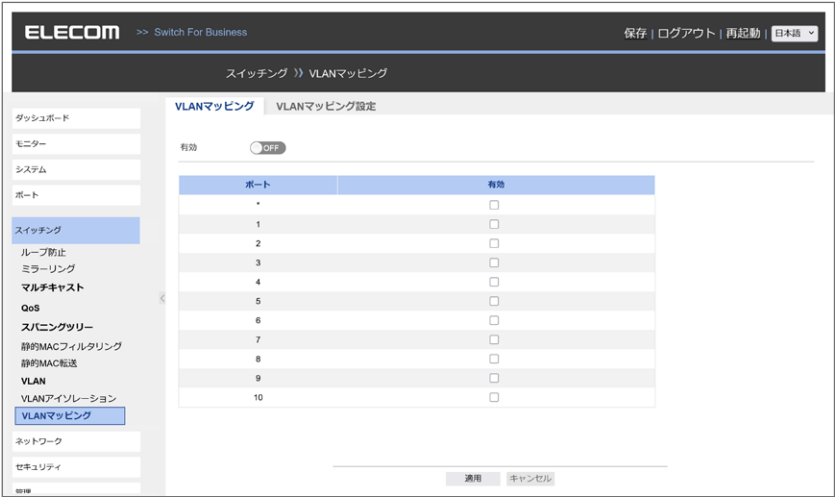 ELECOM >> Switch For Business 保存 | ログアウト | 再起動 | 日本語
スイッチング 》 VLANマッピング
ダッシュボード
モニター
システム
ポート
スイッチング
ループ防止
ミラーリング
マルチキャスト
QoS
スパニングツリー
静的MACフィルタリング
静的MAC転送
VLAN
VLANアイソレーション
VLANマッピング
ネットワーク
セキュリティ
管理
VLANマッピング VLANマッピング設定
有効 OFF
ポート 有効
*
1
2
3
4
5
6
7
8
9
10
適用 キャンセル